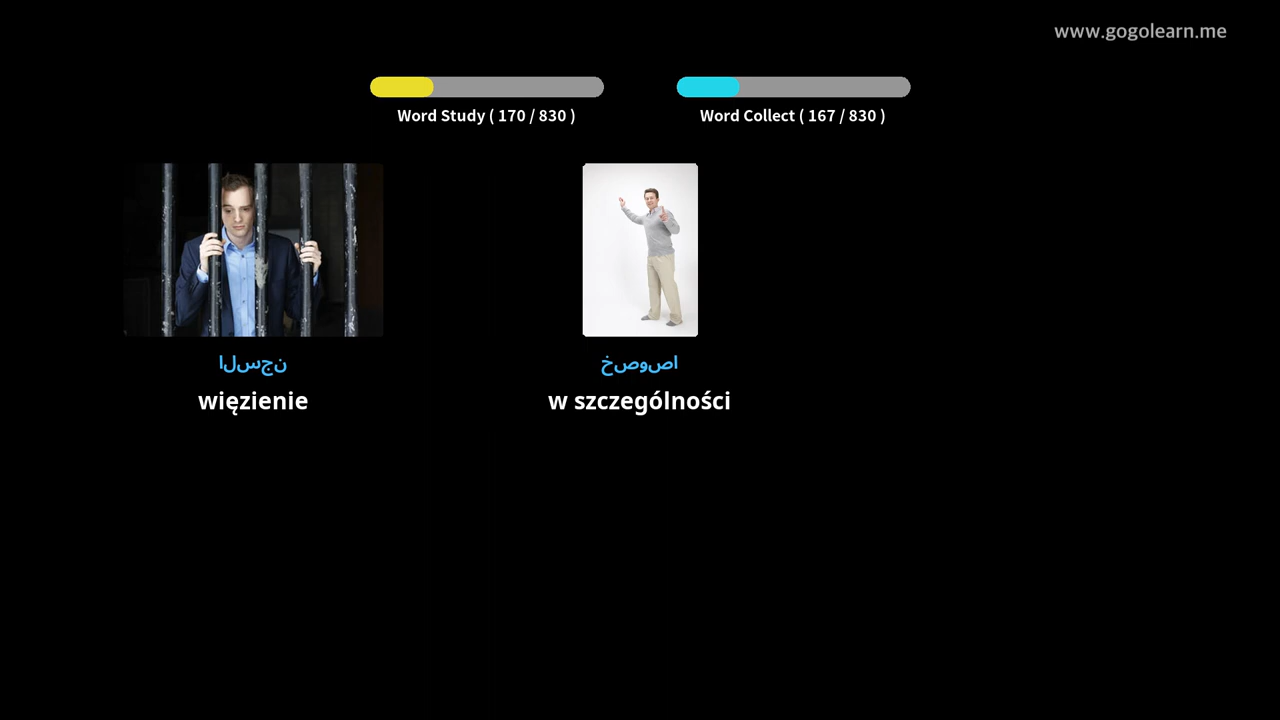 www.gogolearn.me
Word Study ( 170 / 830 )
Word Collect ( 167 / 830 )
السجن
خصوصا
więzienie
w szczególności